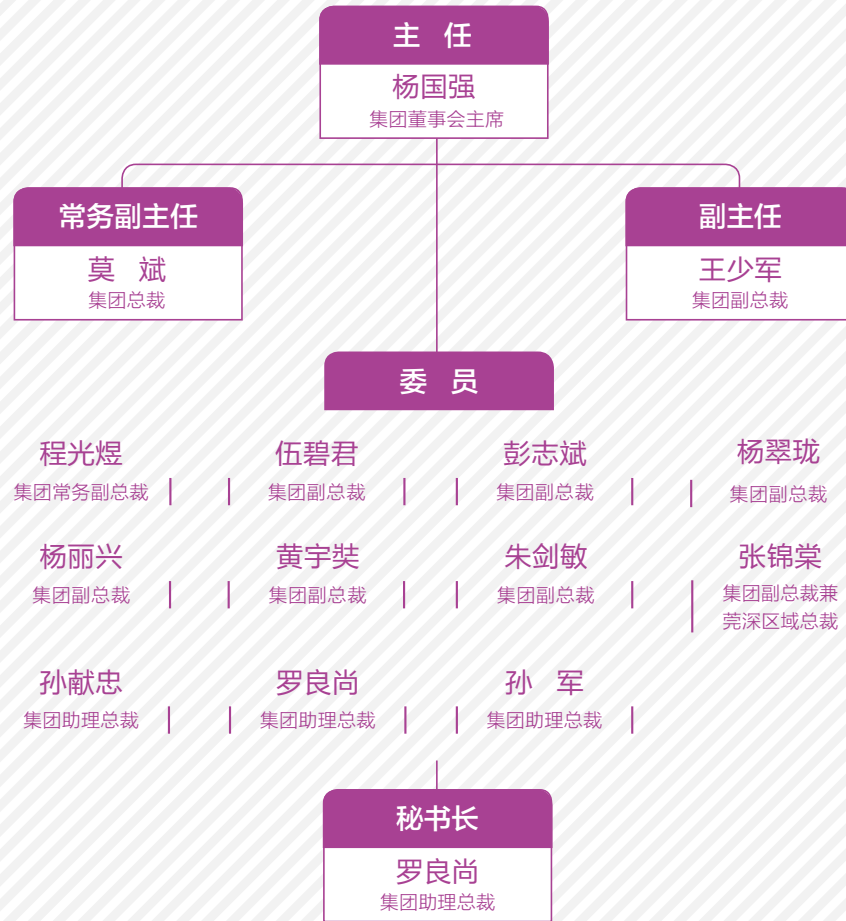 主 任
杨国强
集团董事会主席
常务副主任
莫 斌
集团总裁
副主任
王少军
集团副总裁
委 员
程光煜
集团常务副总裁
伍碧君
集团副总裁
彭志斌
集团副总裁
杨翠珑
集团副总裁
杨丽兴
集团副总裁
黄宇奘
集团副总裁
朱剑敏
集团副总裁
张锦棠
集团副总裁兼
莞深区域总裁
孙献忠
集团助理总裁
罗良尚
集团助理总裁
孙 军
集团助理总裁
秘书长
罗良尚
集团助理总裁